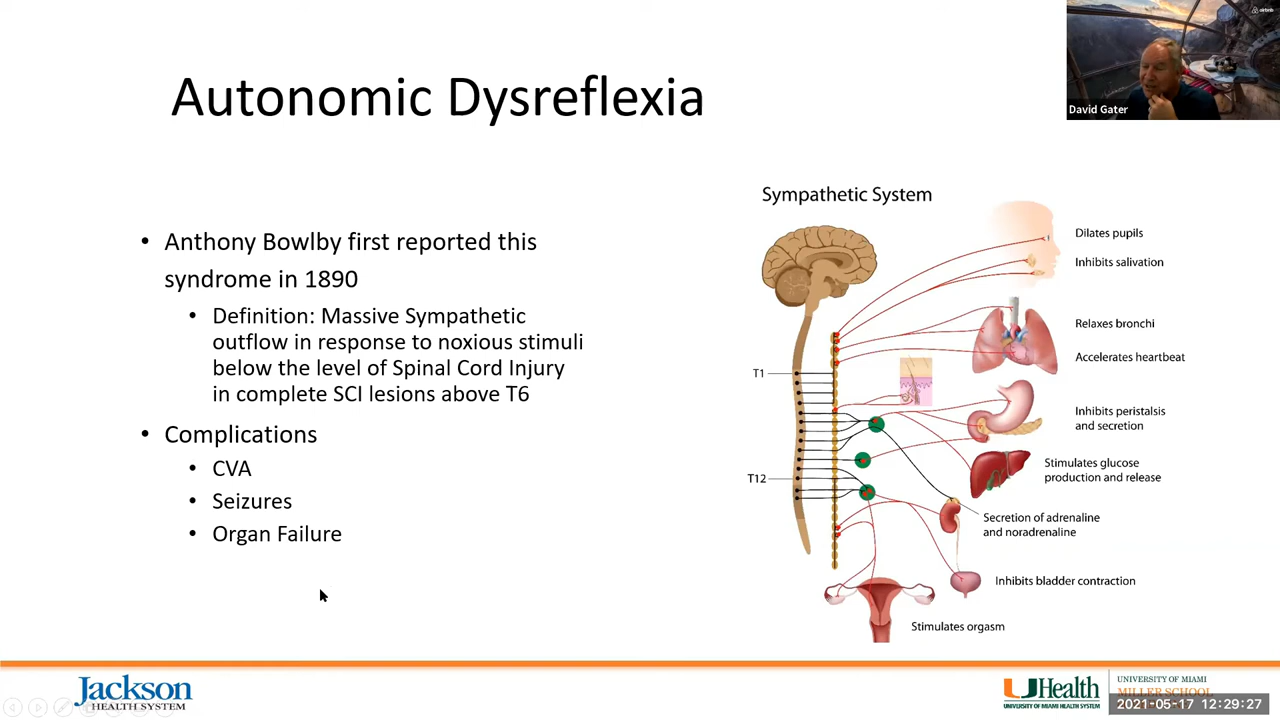 airbnb
David Gater
Autonomic Dysreflexia
• Anthony Bowlby first reported this
syndrome in 1890
• Definition: Massive Sympathetic
outflow in response to noxious stimuli
below the level of Spinal Cord Injury
in complete SCI lesions above T6
• Complications
• CVA
• Seizures
• Organ Failure
Sympathetic System
Dilates pupils
Inhibits salivation
Relaxes bronchi
Accelerates heartbeat
T1
Inhibits peristalsis
and secretion
T12
Stimulates glucose
production and release
Secretion of adrenaline
and noradrenaline
Inhibits bladder contraction
Stimulates orgasm
Jackson
HEALTH SYSTEM
UHealth
UNIVERSITY OF MIAMI HEALTH SYSTEM
UNIVERSITY OF MIAMI
MILLER SCHOOL
2021-05-17 12:29:27